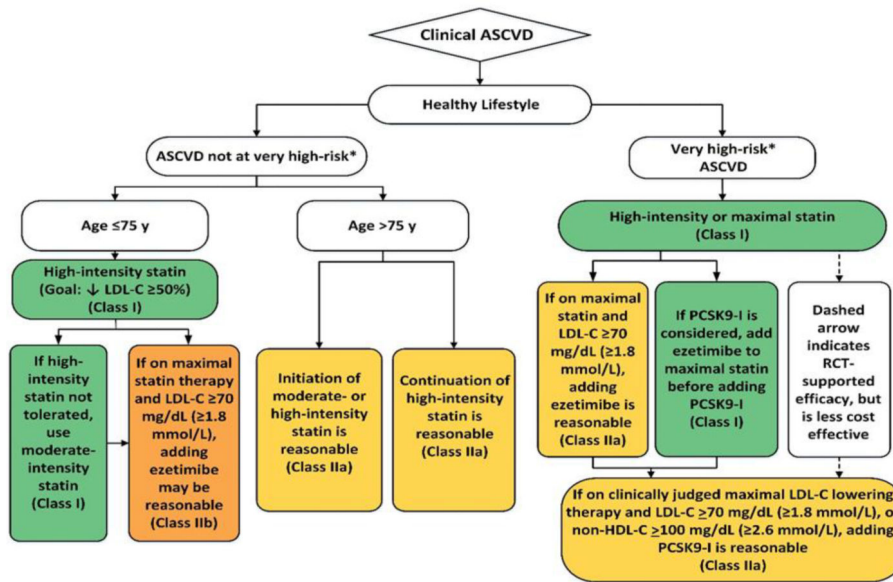 Clinical ASCVD
Healthy Lifestyle
ASCVD not at very high-risk*
Very high-risk*
ASCVD
Age ≤75 y
Age >75 y
High-intensity or maximal statin
(Class I)
High-intensity statin
(Goal: ↓ LDL-C ≥50%)
(Class I)
If high-
intensity
statin not
tolerated,
use
moderate-
intensity
statin
(Class I)
If on maximal
statin therapy
and LDL-C ≥70
mg/dL (≥1.8
mmol/L),
adding
ezetimibe
may be
reasonable
(Class IIb)
Initiation of
moderate- or
high-intensity
statin is
reasonable
(Class IIa)
Continuation of
high-intensity
statin is
reasonable
(Class IIa)
If on maximal
statin and
LDL-C ≥70
mg/dL (≥1.8
mmol/L),
adding
ezetimibe is
reasonable
(Class IIa)
If PCSK9-I is
considered, add
ezetimibe to
maximal statin
before adding
PCSK9-I
(Class I)
Dashed
arrow
indicates
RCT-
supported
efficacy, but
is less cost
effective
If on clinically judged maximal LDL-C lowering
therapy and LDL-C ≥70 mg/dL (≥1.8 mmol/L), o
non-HDL-C ≥100 mg/dL (≥2.6 mmol/L), adding
PCSK9-I is reasonable
(Class IIa)